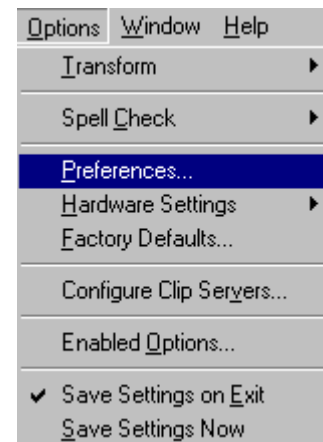 Options Window Help
Transform
Spell Check
Preferences...
Hardware Settings
Factory Defaults...
Configure Clip Servers...
Enabled Options...
Save Settings on Exit
Save Settings Now